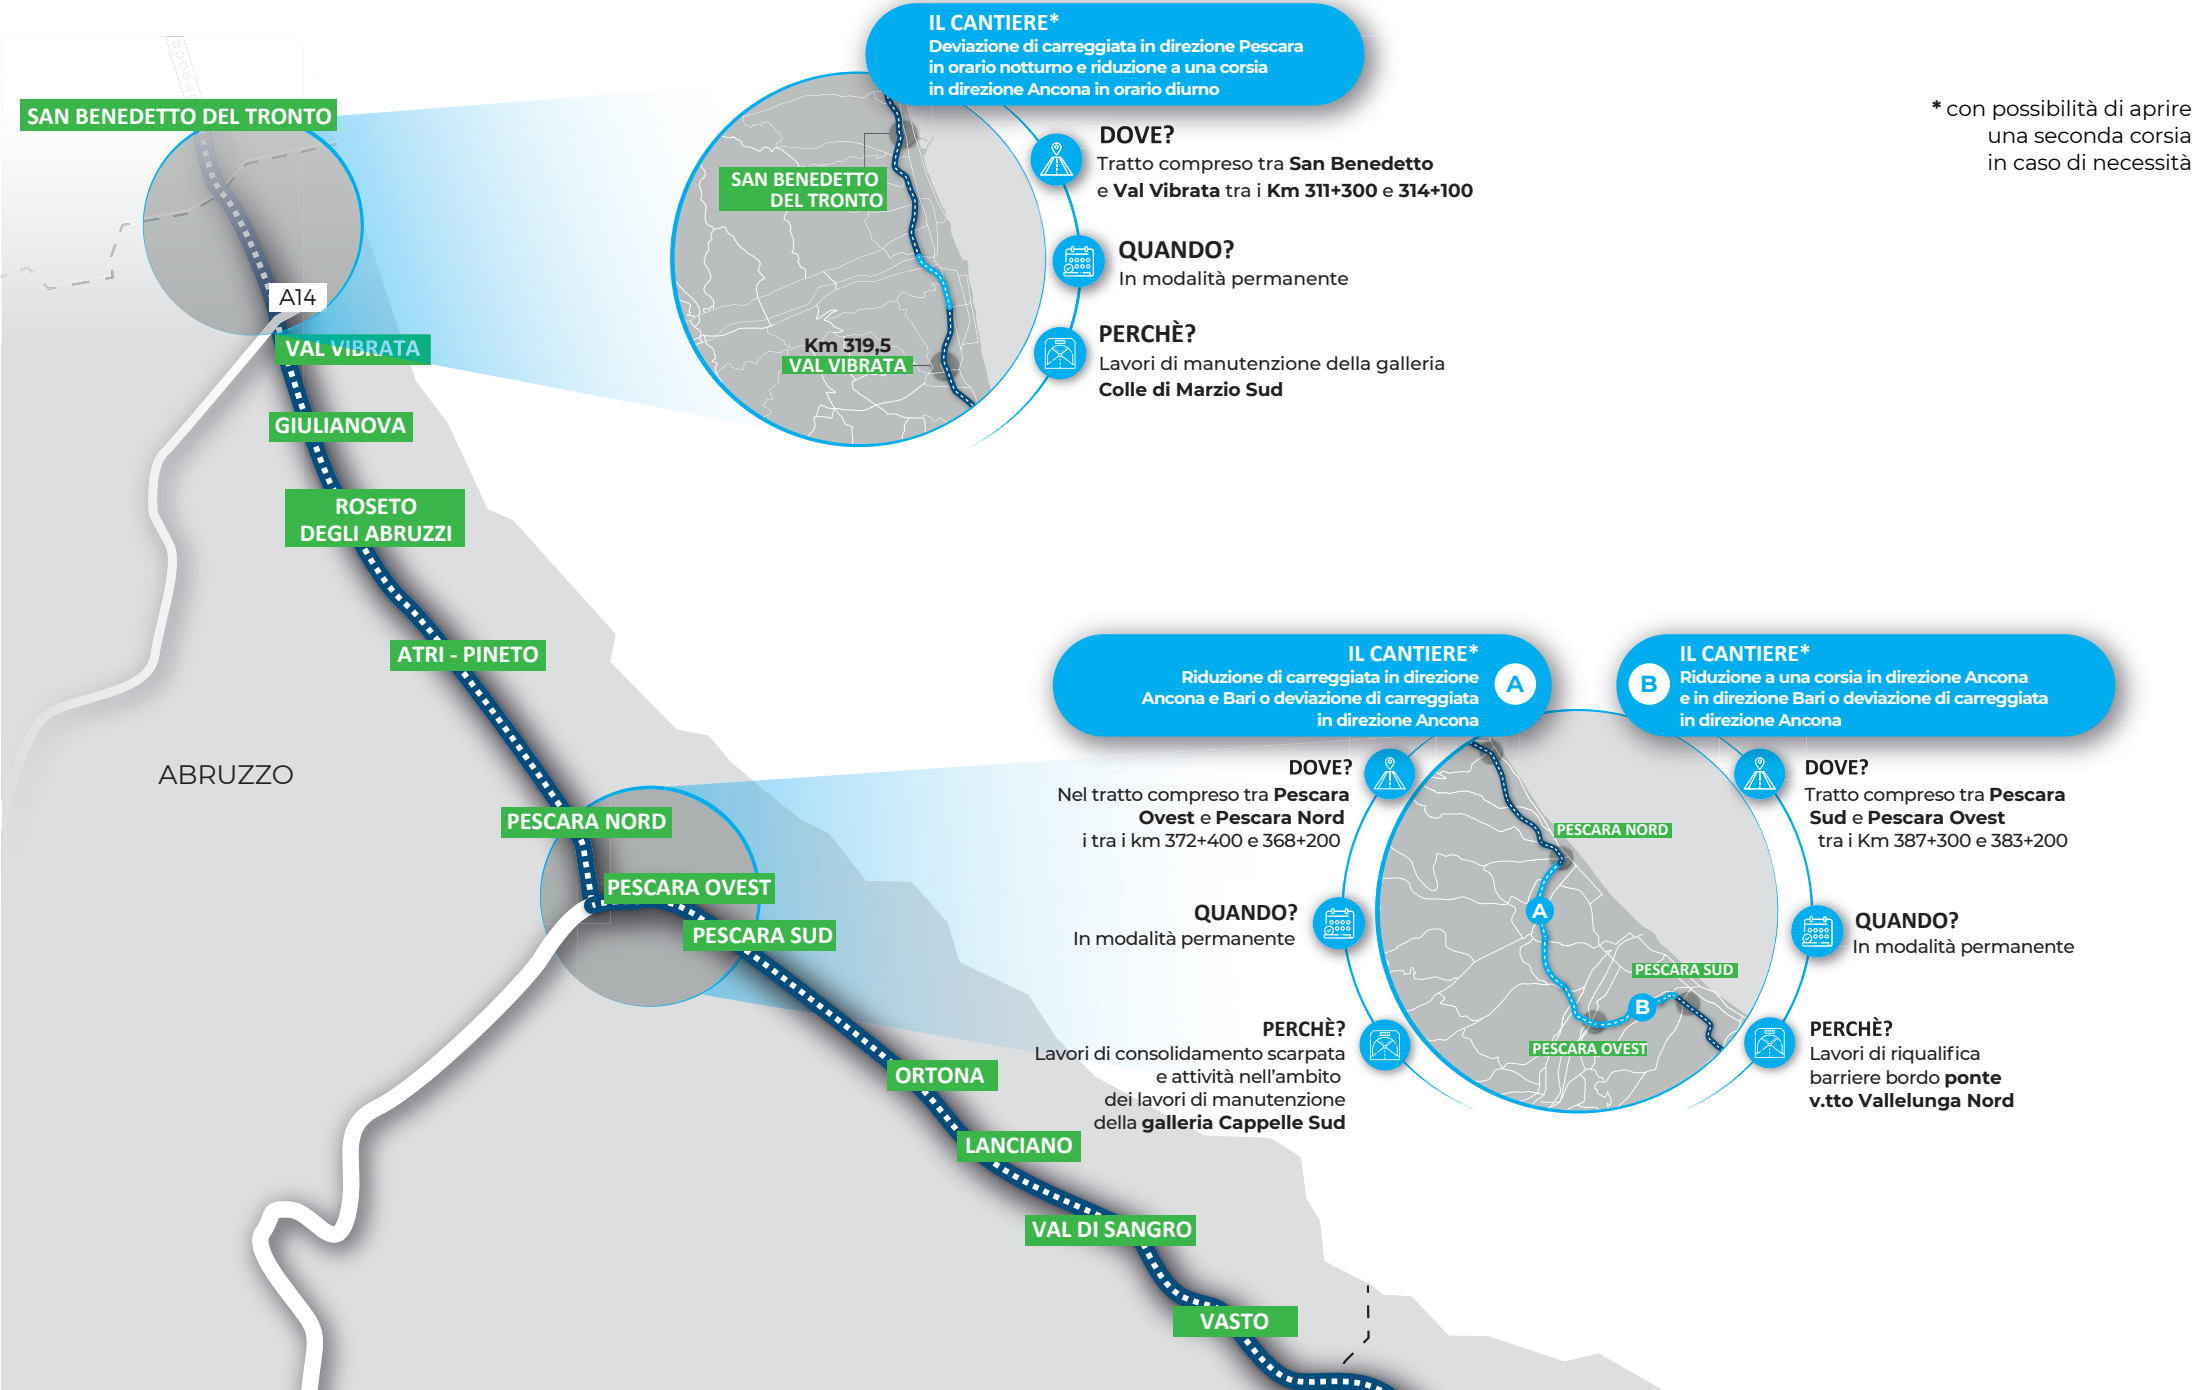 IL CANTIERE*
Deviazione di carreggiata in direzione Pescara
in orario notturno e riduzione a una corsia
in direzione Ancona in orario diurno
* con possibilità di aprire
una seconda corsia
in caso di necessità
SAN BENEDETTO DEL TRONTO
DOVE?
Tratto compreso tra San Benedetto
e Val Vibrata tra i Km 311+300 e 314+100
SAN BENEDETTO
DEL TRONTO
QUANDO?
In modalità permanente
A14
PERCHÈ?
Lavori di manutenzione della galleria
Colle di Marzio Sud
Km 319,5
VAL VIBRATA
VAL VIBRATA
GIULIANOVA
ROSETO
DEGLI ABRUZZI
ATRI - PINETO
ABRUZZO
PESCARA NORD
PESCARA OVEST
PESCARA SUD
ORTONA
LANCIANO
VAL DI SANGRO
VASTO
IL CANTIERE*
Riduzione di carreggiata in direzione
Ancona e Bari o deviazione di carreggiata
in direzione Ancona
A
DOVE?
Nel tratto compreso tra Pescara
Ovest e Pescara Nord
i tra i km 372+400 e 368+200
QUANDO?
In modalità permanente
PERCHÈ?
Lavori di consolidamento scarpata
e attività nell'ambito
dei lavori di manutenzione
della galleria Cappelle Sud
PESCARA NORD
A
PESCARA SUD
B
PESCARA OVEST
B
IL CANTIERE*
Riduzione a una corsia in direzione Ancona
e in direzione Bari o deviazione di carreggiata
in direzione Ancona
DOVE?
Tratto compreso tra Pescara
Sud e Pescara Ovest
tra i Km 387+300 e 383+200
QUANDO?
In modalità permanente
PERCHÈ?
Lavori di riqualifica
barriere bordo ponte
v.tto Vallelunga Nord